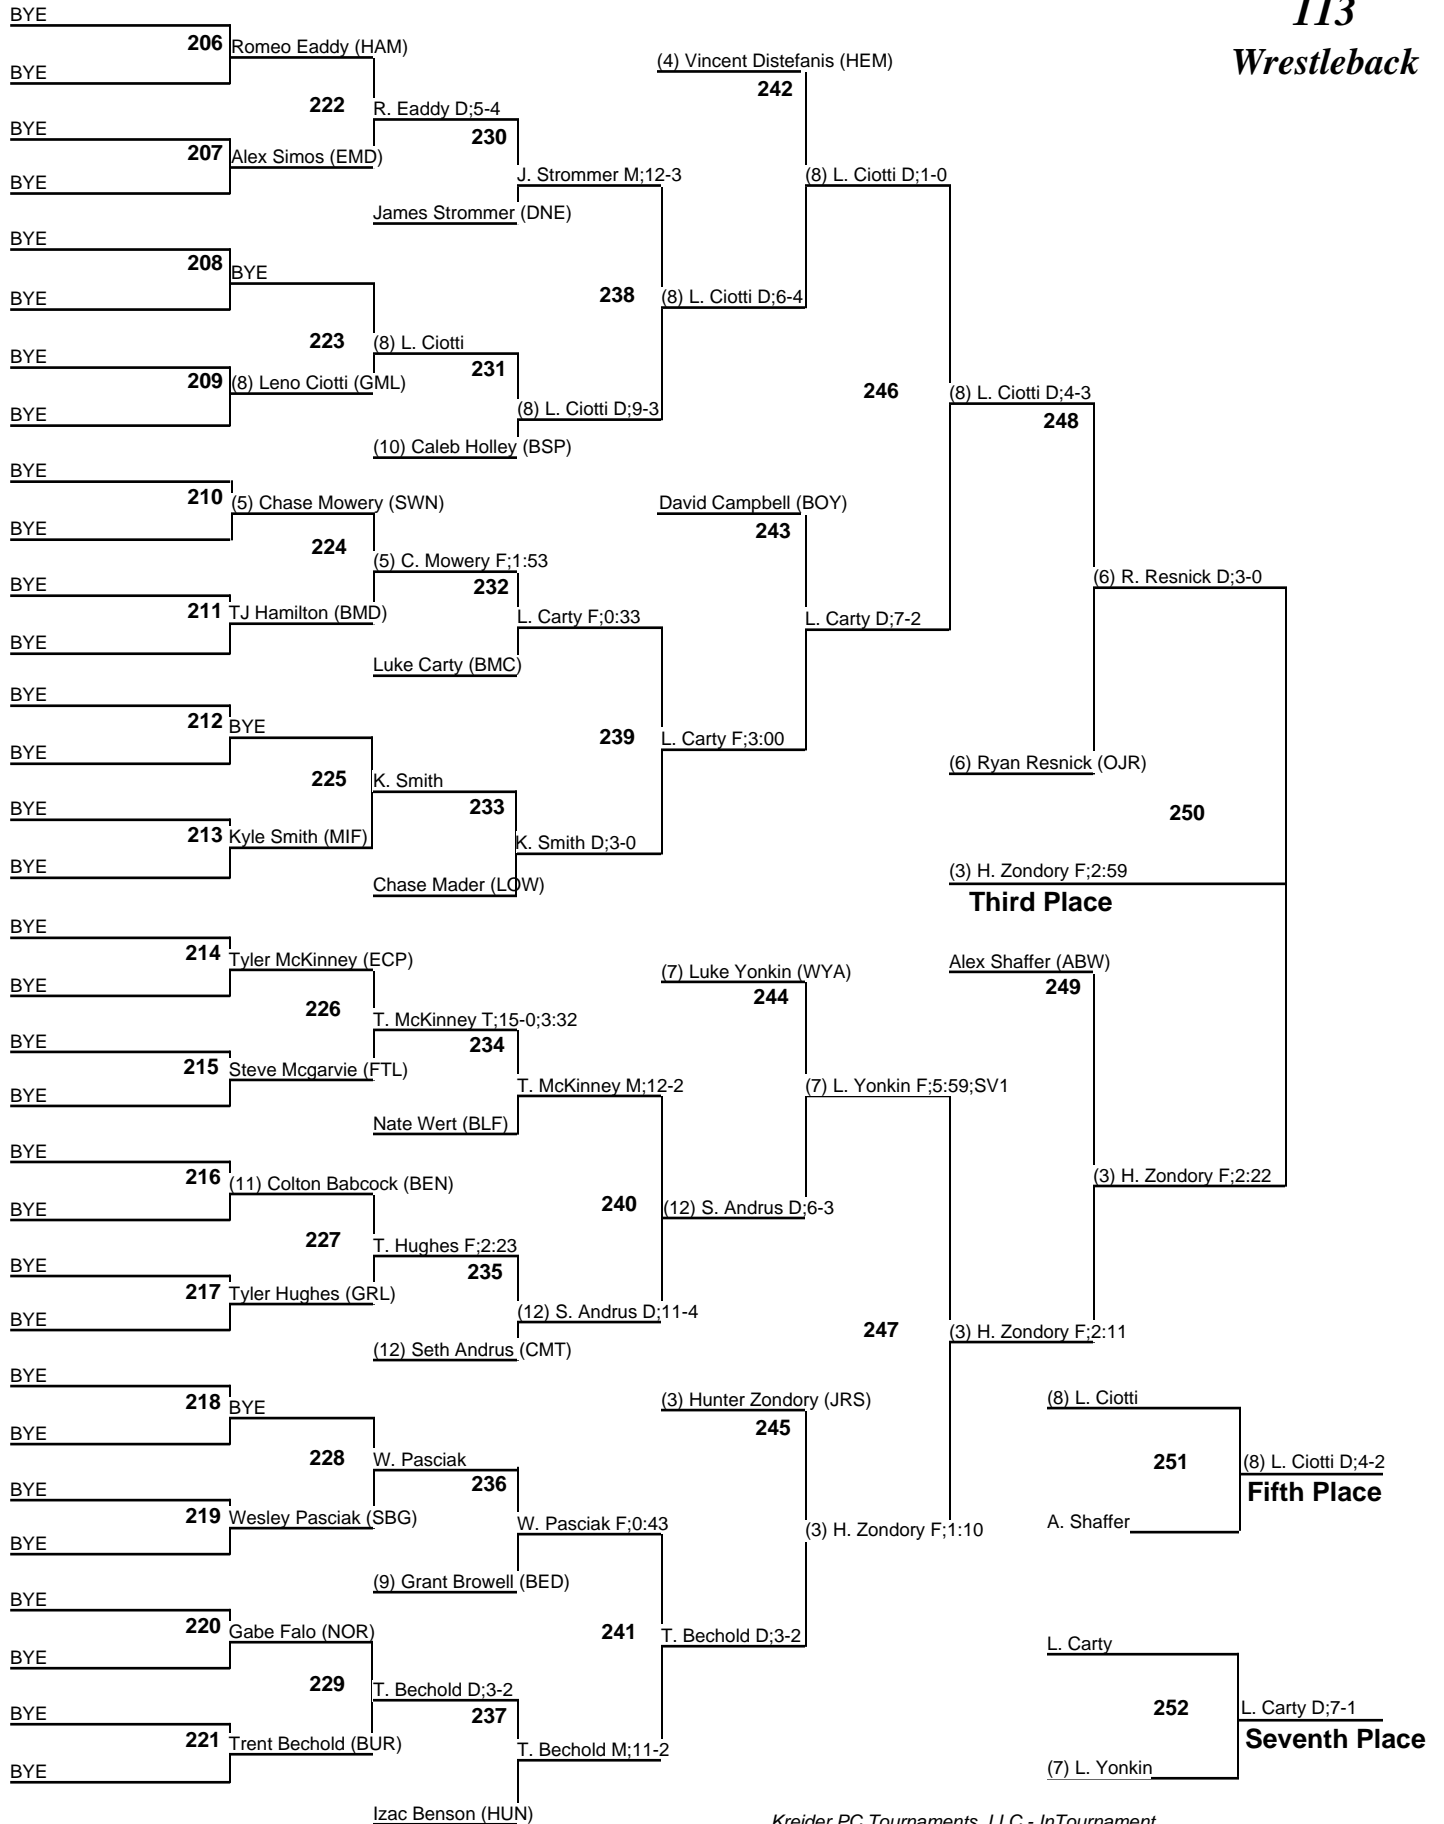 113
Wrestleback
BYE
206
Romeo Eaddy (HAM)
BYE
222
R. Eaddy D;5-4
BYE
230
207
Alex Simos (EMD)
BYE
J. Strommer M;12-3
James Strommer (DNE)
(4) Vincent Distefanis (HEM)
242
(8) L. Ciotti D;1-0
BYE
208
BYE
BYE
238
(8) L. Ciotti D;6-4
223
(8) L. Ciotti
BYE
231
209
(8) Leno Ciotti (GML)
BYE
(8) L. Ciotti D;9-3
(10) Caleb Holley (BSP)
246
(8) L. Ciotti D;4-3
248
BYE
210
(5) Chase Mowery (SWN)
BYE
224
(5) C. Mowery F;1:53
BYE
232
211
TJ Hamilton (BMD)
BYE
L. Carty F;0:33
Luke Carty (BMC)
David Campbell (BOY)
243
L. Carty D;7-2
(6) R. Resnick D;3-0
BYE
212
BYE
BYE
239
L. Carty F;3:00
225
K. Smith
BYE
233
213
Kyle Smith (MIF)
BYE
K. Smith D;3-0
Chase Mader (LOW)
(6) Ryan Resnick (OJR)
250
(3) H. Zondory F;2:59
Third Place
BYE
214
Tyler McKinney (ECP)
BYE
226
T. McKinney T;15-0;3:32
BYE
234
215
Steve Mcgarvie (FTL)
BYE
T. McKinney M;12-2
Nate Wert (BLF)
(7) Luke Yonkin (WYA)
244
(7) L. Yonkin F;5:59;SV1
Alex Shaffer (ABW)
249
(3) H. Zondory F;2:22
BYE
216
(11) Colton Babcock (BEN)
BYE
240
(12) S. Andrus D;6-3
227
T. Hughes F;2:23
BYE
235
217
Tyler Hughes (GRL)
BYE
(12) S. Andrus D;11-4
(12) Seth Andrus (CMT)
247
(3) H. Zondory F;2:11
BYE
218
BYE
BYE
228
W. Pasciak
BYE
236
219
Wesley Pasciak (SBG)
BYE
W. Pasciak F;0:43
(9) Grant Browell (BED)
(3) Hunter Zondory (JRS)
245
(3) H. Zondory F;1:10
(8) L. Ciotti
251
(8) L. Ciotti D;4-2
Fifth Place
A. Shaffer
BYE
220
Gabe Falo (NOR)
BYE
241
T. Bechold D;3-2
229
T. Bechold D;3-2
BYE
237
221
Trent Bechold (BUR)
BYE
T. Bechold M;11-2
Izac Benson (HUN)
L. Carty
252
L. Carty D;7-1
Seventh Place
(7) L. Yonkin
Kreider PC Tournaments, LLC - InTournament